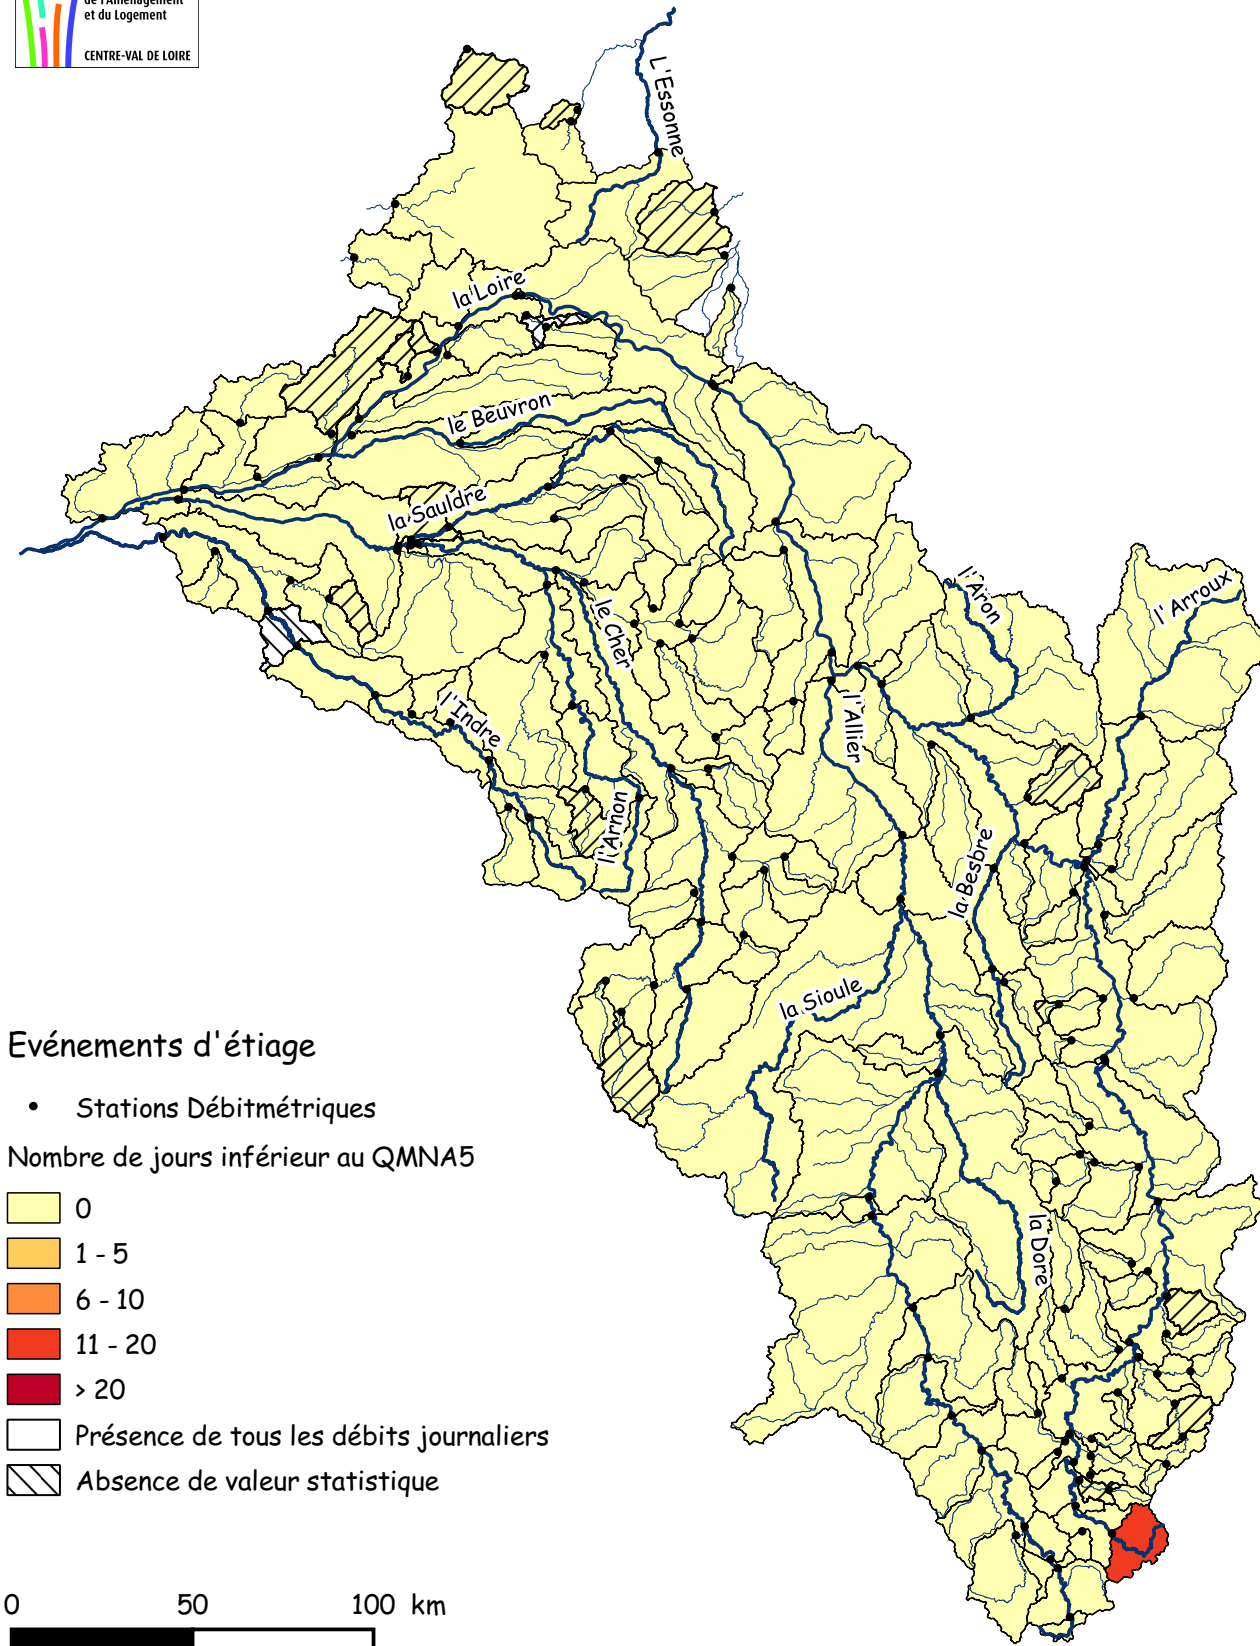 de l'Aménagement
et du Logement
CENTRE-VAL DE LOIRE
L'Essonne
la Loire
le Beuvron
la Sauldre
le Cher
l'Aron
l'Arroux
l'Indre
l'Allier
l'Arnon
la Besbre
la Sioule
la Dore
Evénements d'étiage
Stations Débitmétriques
Nombre de jours inférieur au QMNA5
0
1 - 5
6 - 10
11 - 20
> 20
Présence de tous les débits journaliers
Absence de valeur statistique
0 50 100 km